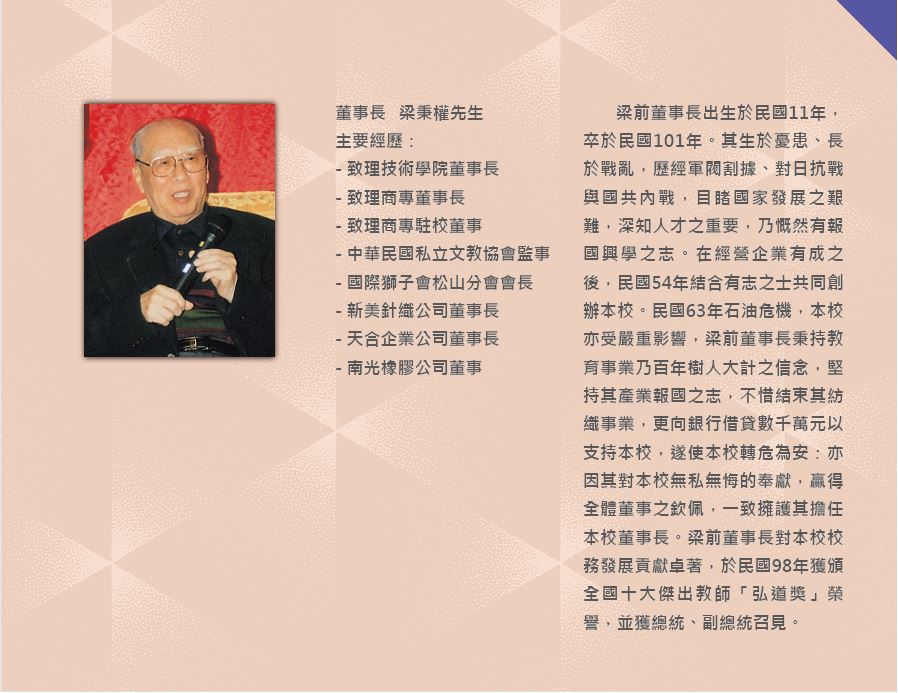 董事長 梁秉權先生
主要經歷：
- 致理技術學院董事長
- 致理商專董事長
- 致理商專駐校董事
- 中華民國私立文教協會監事
- 國際獅子會松山分會會長
- 新美針織公司董事長
- 天合企業公司董事長
- 南光橡膠公司董事
梁前董事長出生於民國11年，
卒於民國101年。其生於憂患、長
於戰亂，歷經軍閥割據、對日抗戰
與國共內戰，目睹國家發展之艱
難，深知人才之重要，乃慨然有報
國興學之志。在經營企業有成之
後，民國54年結合有志之士共同創
辦本校。民國63年石油危機，本校
亦受嚴重影響，梁前董事長秉持教
育事業乃百年樹人大計之信念，堅
持其產業報國之志，不惜結束其紡
織事業，更向銀行借貸數千萬元以
支持本校，遂使本校轉危為安；亦
因其對本校無私無悔的奉獻，贏得
全體董事之欽佩，一致擁護其擔任
本校董事長。梁前董事長對本校校
務發展貢獻卓著，於民國98年獲頒
全國十大傑出教師「弘道獎」榮
譽，並獲總統、副總統召見。